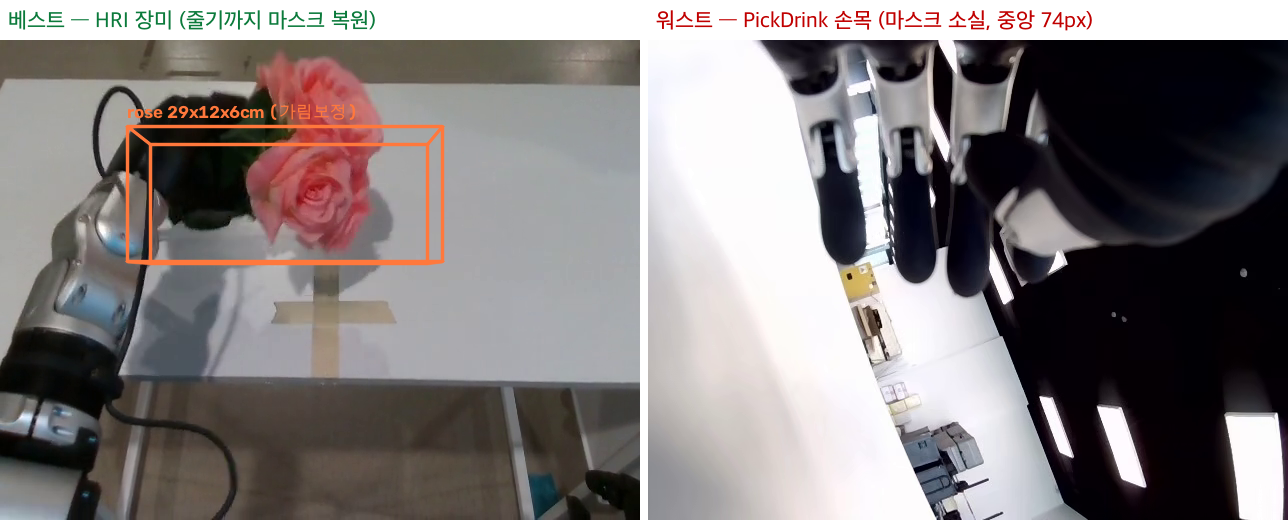 베스트 — HRI 장미 (줄기까지 마스크 복원)
워스트 — PickDrink 손목 (마스크 소실, 중앙 74px)
rose 29x12x6cm (가림보정)